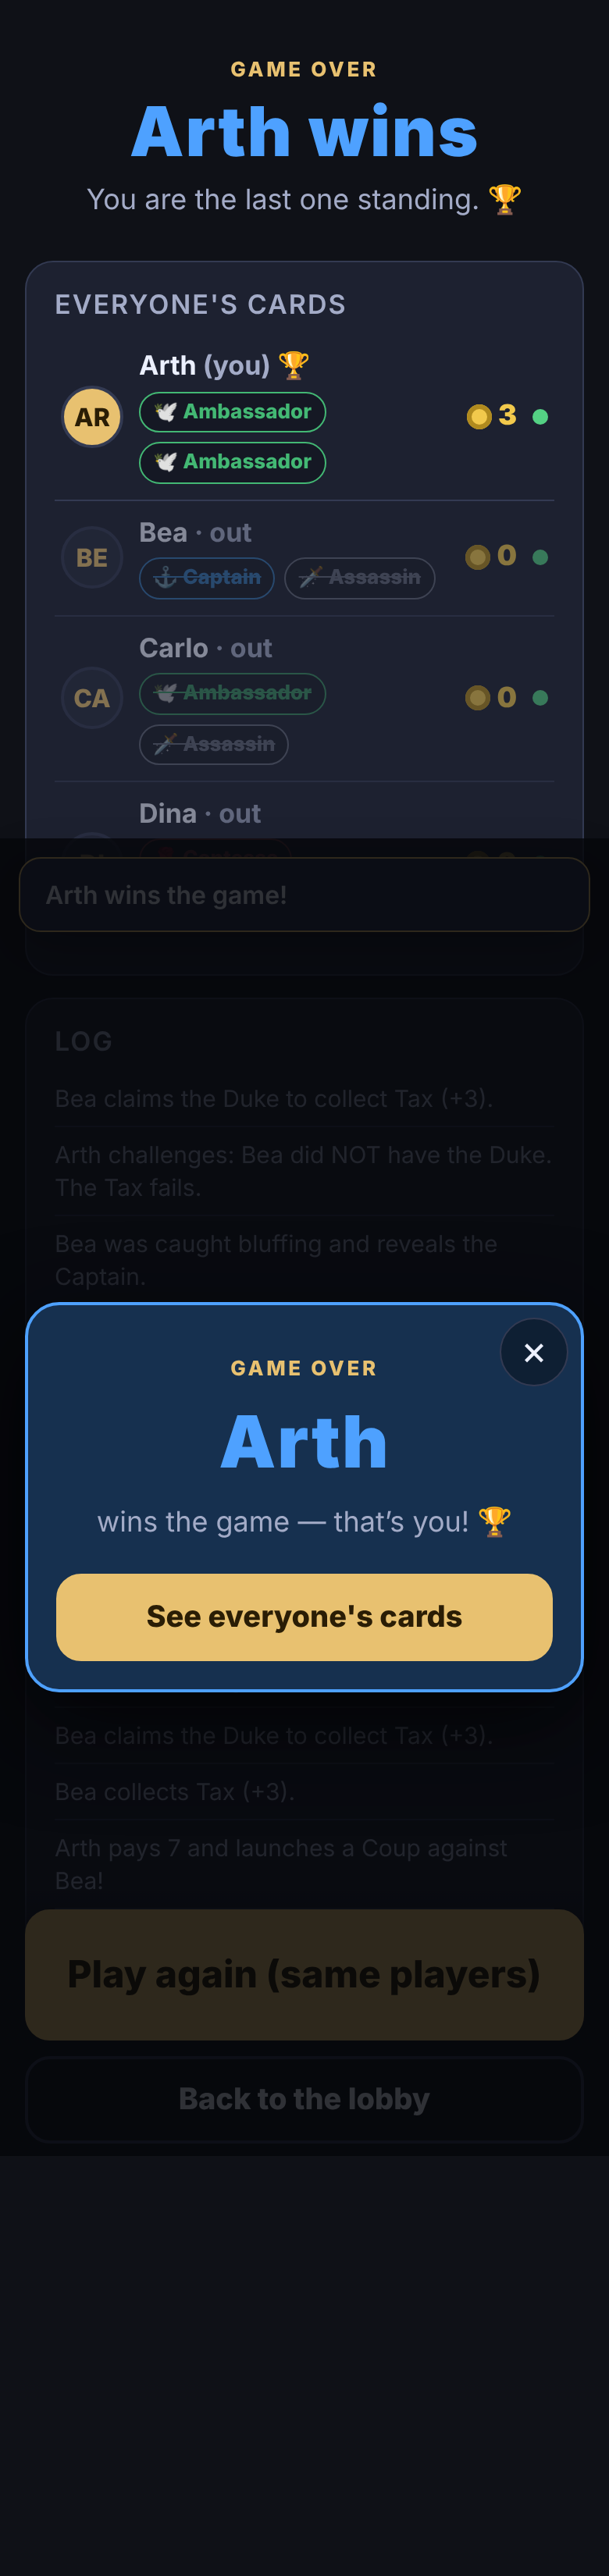 GAME OVER
Arth wins
You are the last one standing. 🏆
EVERYONE'S CARDS
Arth (you) 🏆
AR
🕊️ Ambassador
3
🕊️ Ambassador
Bea · out
BE
⚓ Captain
🗡️ Assassin
0
Carlo · out
CA
🕊️ Ambassador
0
🗡️ Assassin
Dina · out
Arth wins the game!
LOG
Bea claims the Duke to collect Tax (+3).
Arth challenges: Bea did NOT have the Duke.
The Tax fails.
Bea was caught bluffing and reveals the
Captain.
GAME OVER
×
Arth
wins the game — that’s you! 🏆
See everyone's cards
Bea claims the Duke to collect Tax (+3).
Bea collects Tax (+3).
Arth pays 7 and launches a Coup against
Bea!
Play again (same players)
Back to the lobby